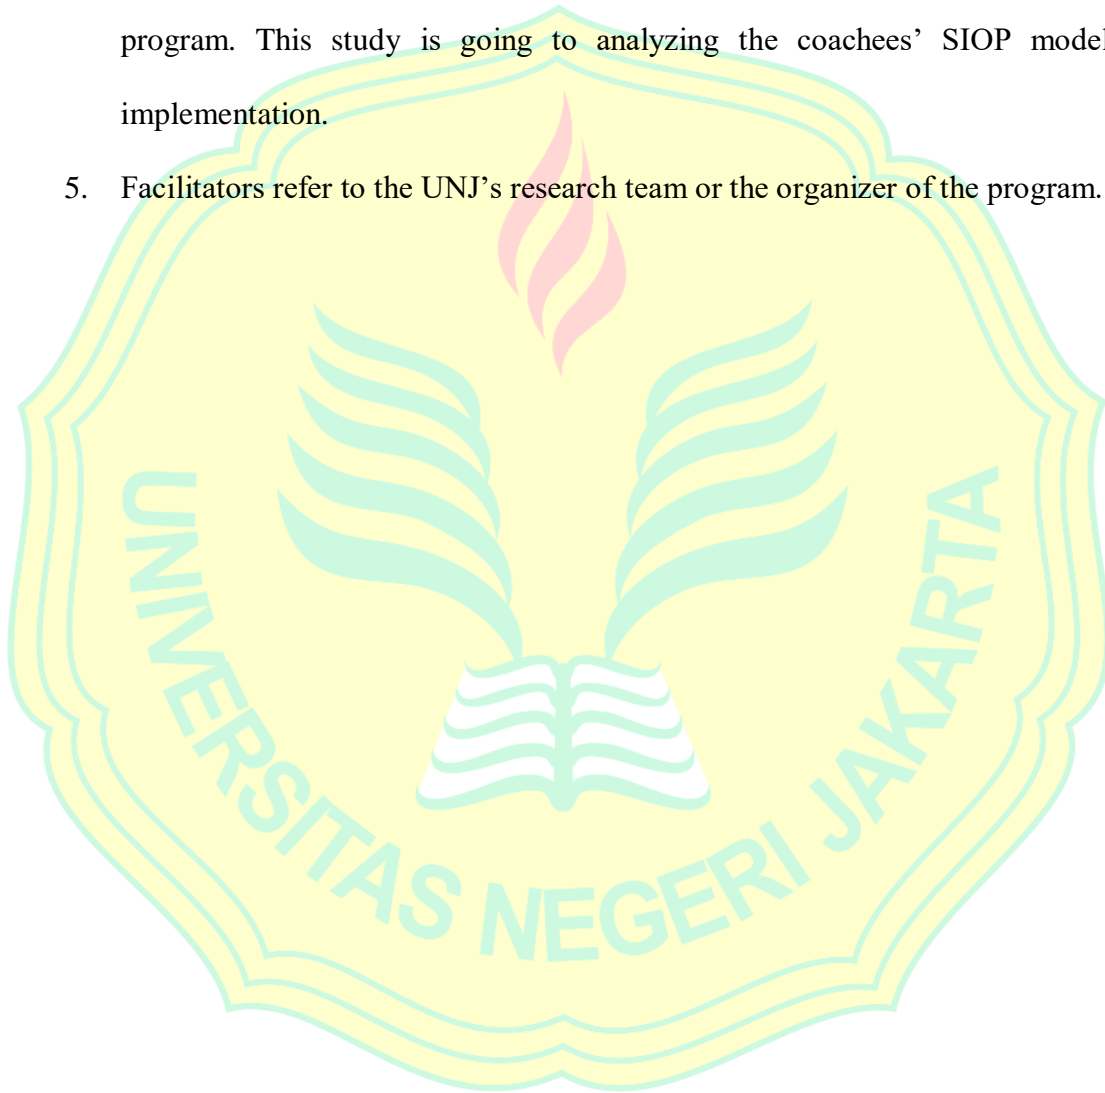 program. This study is going to analyzing the coachees’ SIOP model
implementation.
5. Facilitators refer to the UNJ’s research team or the organizer of the program.
UNIVERSITAS NEGERI JAKARTA